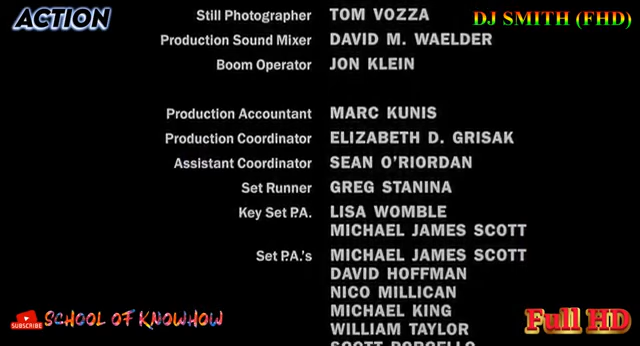 ACTION
DJ SMITH (FHD)
Still Photographer TOM VOZZA
Production Sound Mixer DAVID M. WAELDER
Boom Operator JON KLEIN
Production Accountant MARC KUNIS
Production Coordinator ELIZABETH D. GRISAK
Assistant Coordinator SEAN O'RIORDAN
Set Runner GREG STANINA
Key Set P.A. LISA WOMBLE
MICHAEL JAMES SCOTT
Set P.A.'s MICHAEL JAMES SCOTT
DAVID HOFFMAN
NICO MILLICAN
MICHAEL KING
WILLIAM TAYLOR
SCOTT PORCELLO
SUBSCRIBE SCHOOL OF KNOWHOW
Full HD